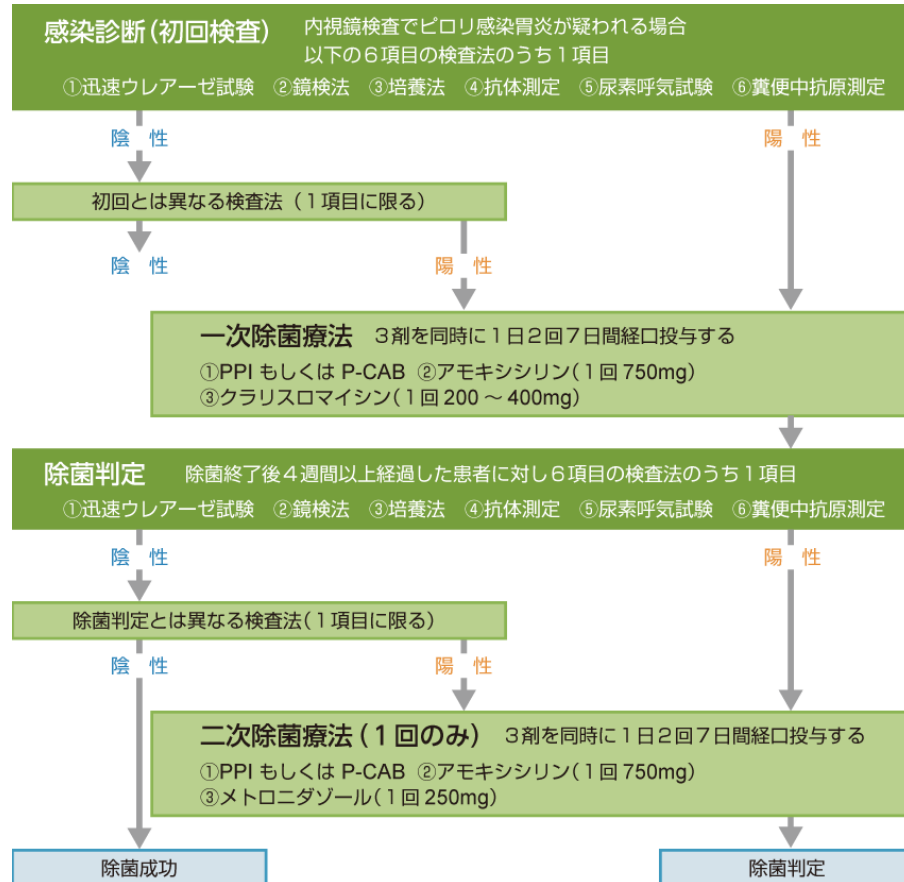 感染診断(初回検査) 内視鏡検査でピロリ感染胃炎が疑われる場合
以下の6項目の検査法のうち1項目
①迅速ウレアーゼ試験 ②鏡検法 ③培養法 ④抗体測定 ⑤尿素呼気試験 ⑥糞便中抗原測定
陰 性 陽 性
初回とは異なる検査法(1項目に限る)
陰 性 陽 性
一次除菌療法 3剤を同時に1日2回7日間経口投与する
①PPI もしくは P-CAB ②アモキシシリン(1回 750mg)
③クラリスロマイシン(1回 200 ~ 400mg)
除菌判定 除菌終了後4週間以上経過した患者に対し6項目の検査法のうち1項目
①迅速ウレアーゼ試験 ②鏡検法 ③培養法 ④抗体測定 ⑤尿素呼気試験 ⑥糞便中抗原測定
陰 性 陽 性
除菌判定とは異なる検査法(1項目に限る)
陰 性 陽 性
二次除菌療法(1回のみ) 3剤を同時に1日2回7日間経口投与する
①PPI もしくは P-CAB ②アモキシシリン(1回 750mg)
③メトロニダゾール(1回 250mg)
除菌成功 除菌判定